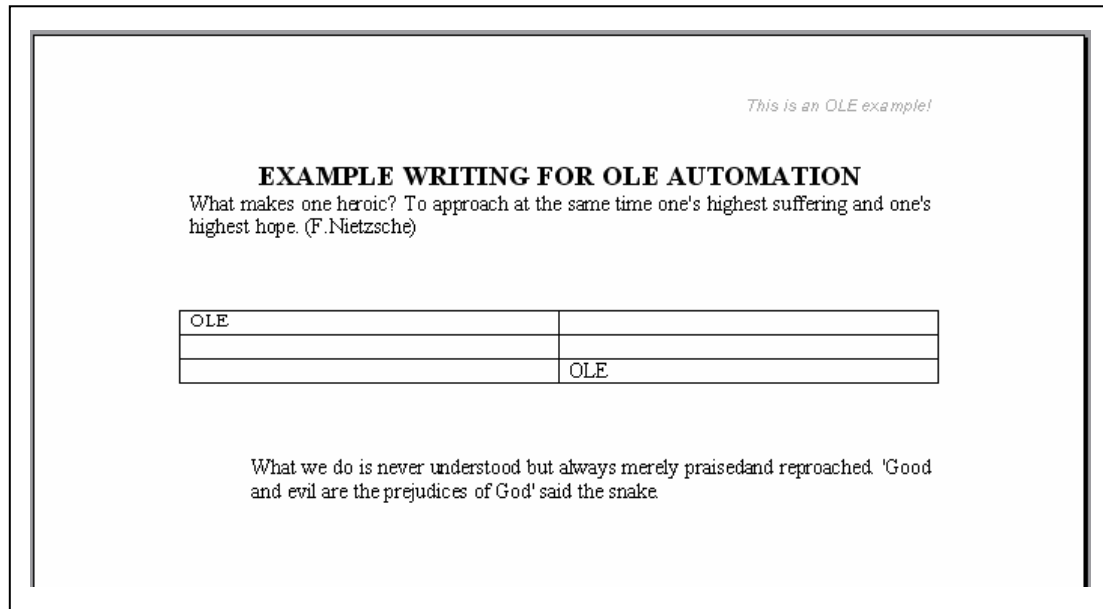 This is an OLE example!
EXAMPLE WRITING FOR OLE AUTOMATION
What makes one heroic? To approach at the same time one's highest suffering and one's
highest hope. (F.Nietzsche)
OLE
OLE
What we do is never understood but always merely praisedand reproached. 'Good
and evil are the prejudices of God' said the snake.